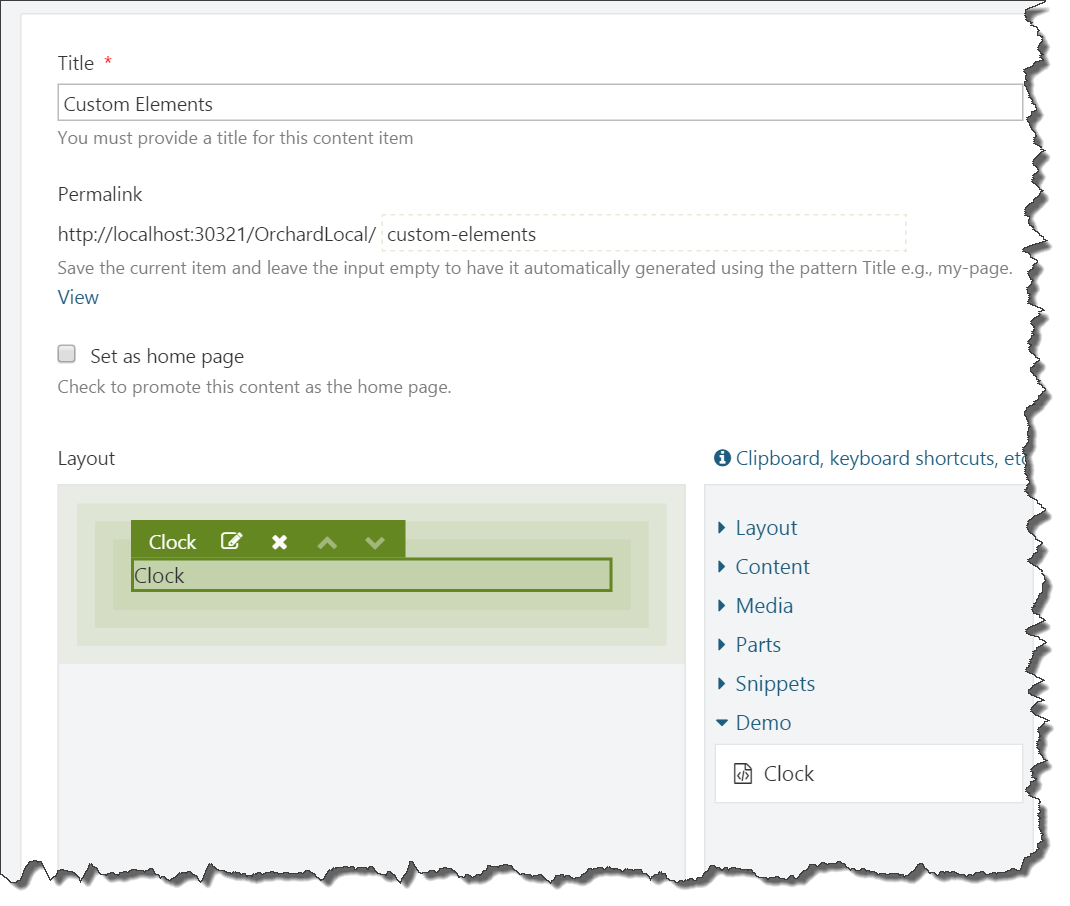 Title *
Custom Elements
You must provide a title for this content item
Permalink
http://localhost:30321/OrchardLocal/ custom-elements
Save the current item and leave the input empty to have it automatically generated using the pattern Title e.g., my-page.
View
Set as home page
Check to promote this content as the home page.
Layout
Clipboard, keyboard shortcuts, etc
Clock
Clock
Layout
Content
Media
Parts
Snippets
Demo
Clock